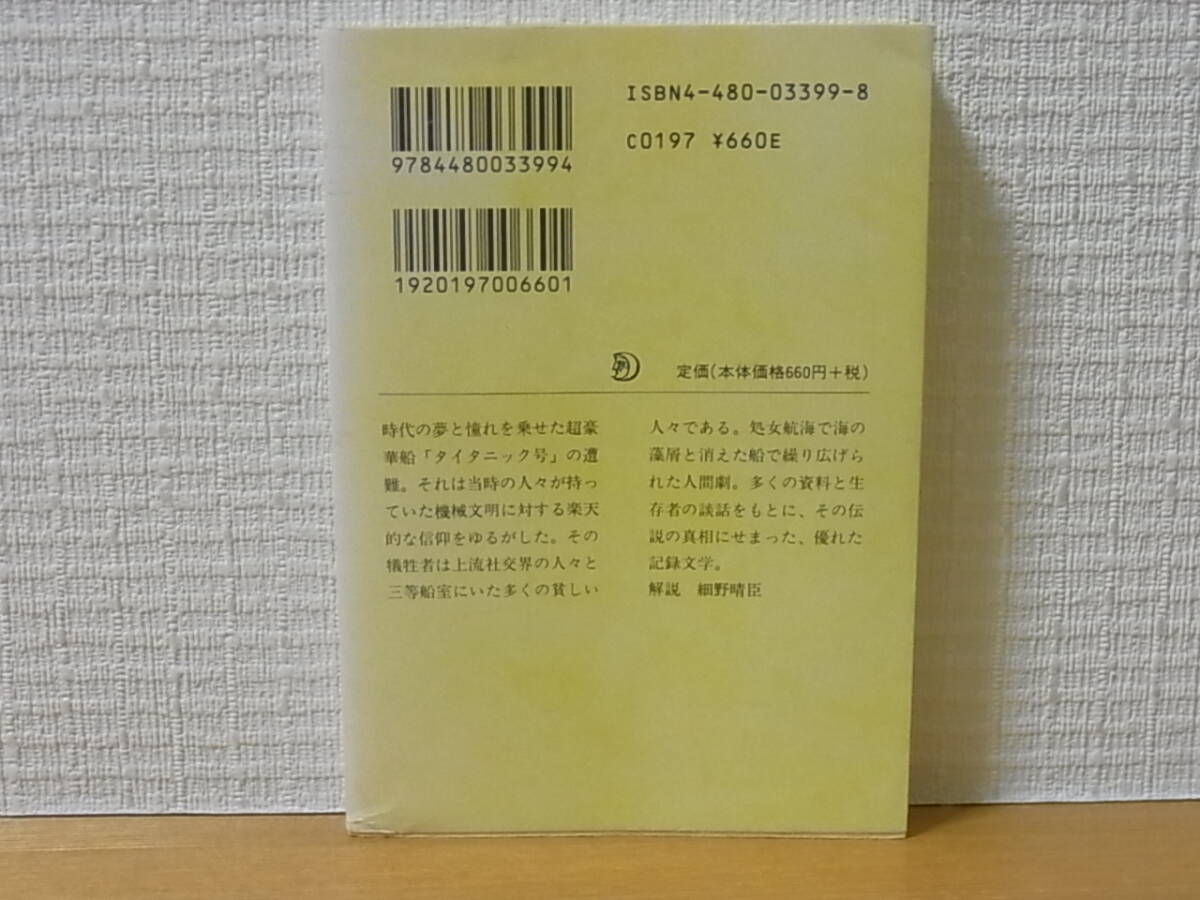 ISBN4-480-03399-8
C0197 ¥660E
9784480033994
1920197006601
定価(本体価格660円+税)
時代の夢と憧れを乗せた超豪
華船「タイタニック号」の遭
難。それは当時の人々が持っ
ていた機械文明に対する楽天
的な信仰をゆるがした。その
犠牲者は上流社交界の人々と
三等船室にいた多くの貧しい
人々である。処女航海で海の
藻屑と消えた船で繰り広げら
れた人間劇。多くの資料と生
存者の談話をもとに、その伝
説の真相にせまった、優れた
記録文学。
解説 細野晴臣